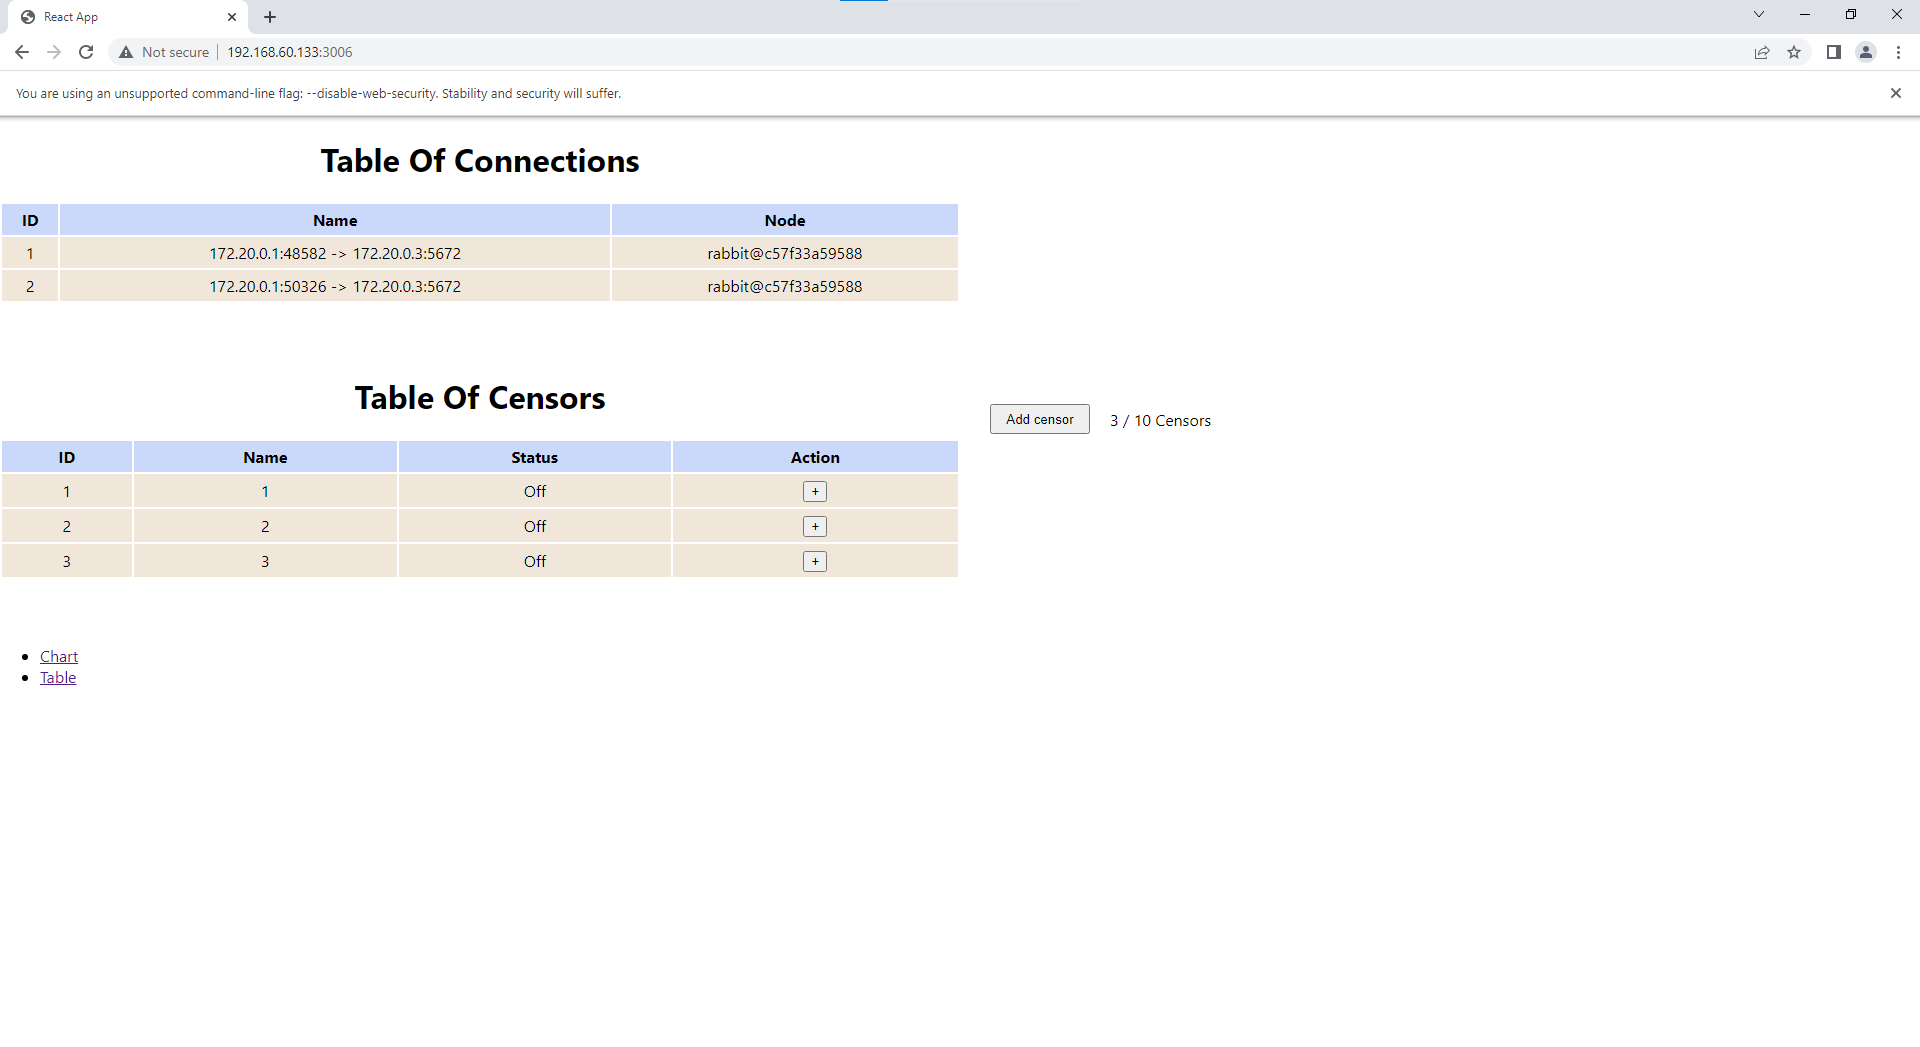 React App
Not secure 192.168.60.133:3006
You are using an unsupported command-line flag: --disable-web-security. Stability and security will suffer.
Table Of Connections
ID Name Node
1 172.20.0.1:48582 -> 172.20.0.3:5672 rabbit@c57f33a59588
2 172.20.0.1:50326 -> 172.20.0.3:5672 rabbit@c57f33a59588
Table Of Censors
Add censor 3 / 10 Censors
ID Name Status Action
1 1 Off +
2 2 Off +
3 3 Off +
Chart
Table